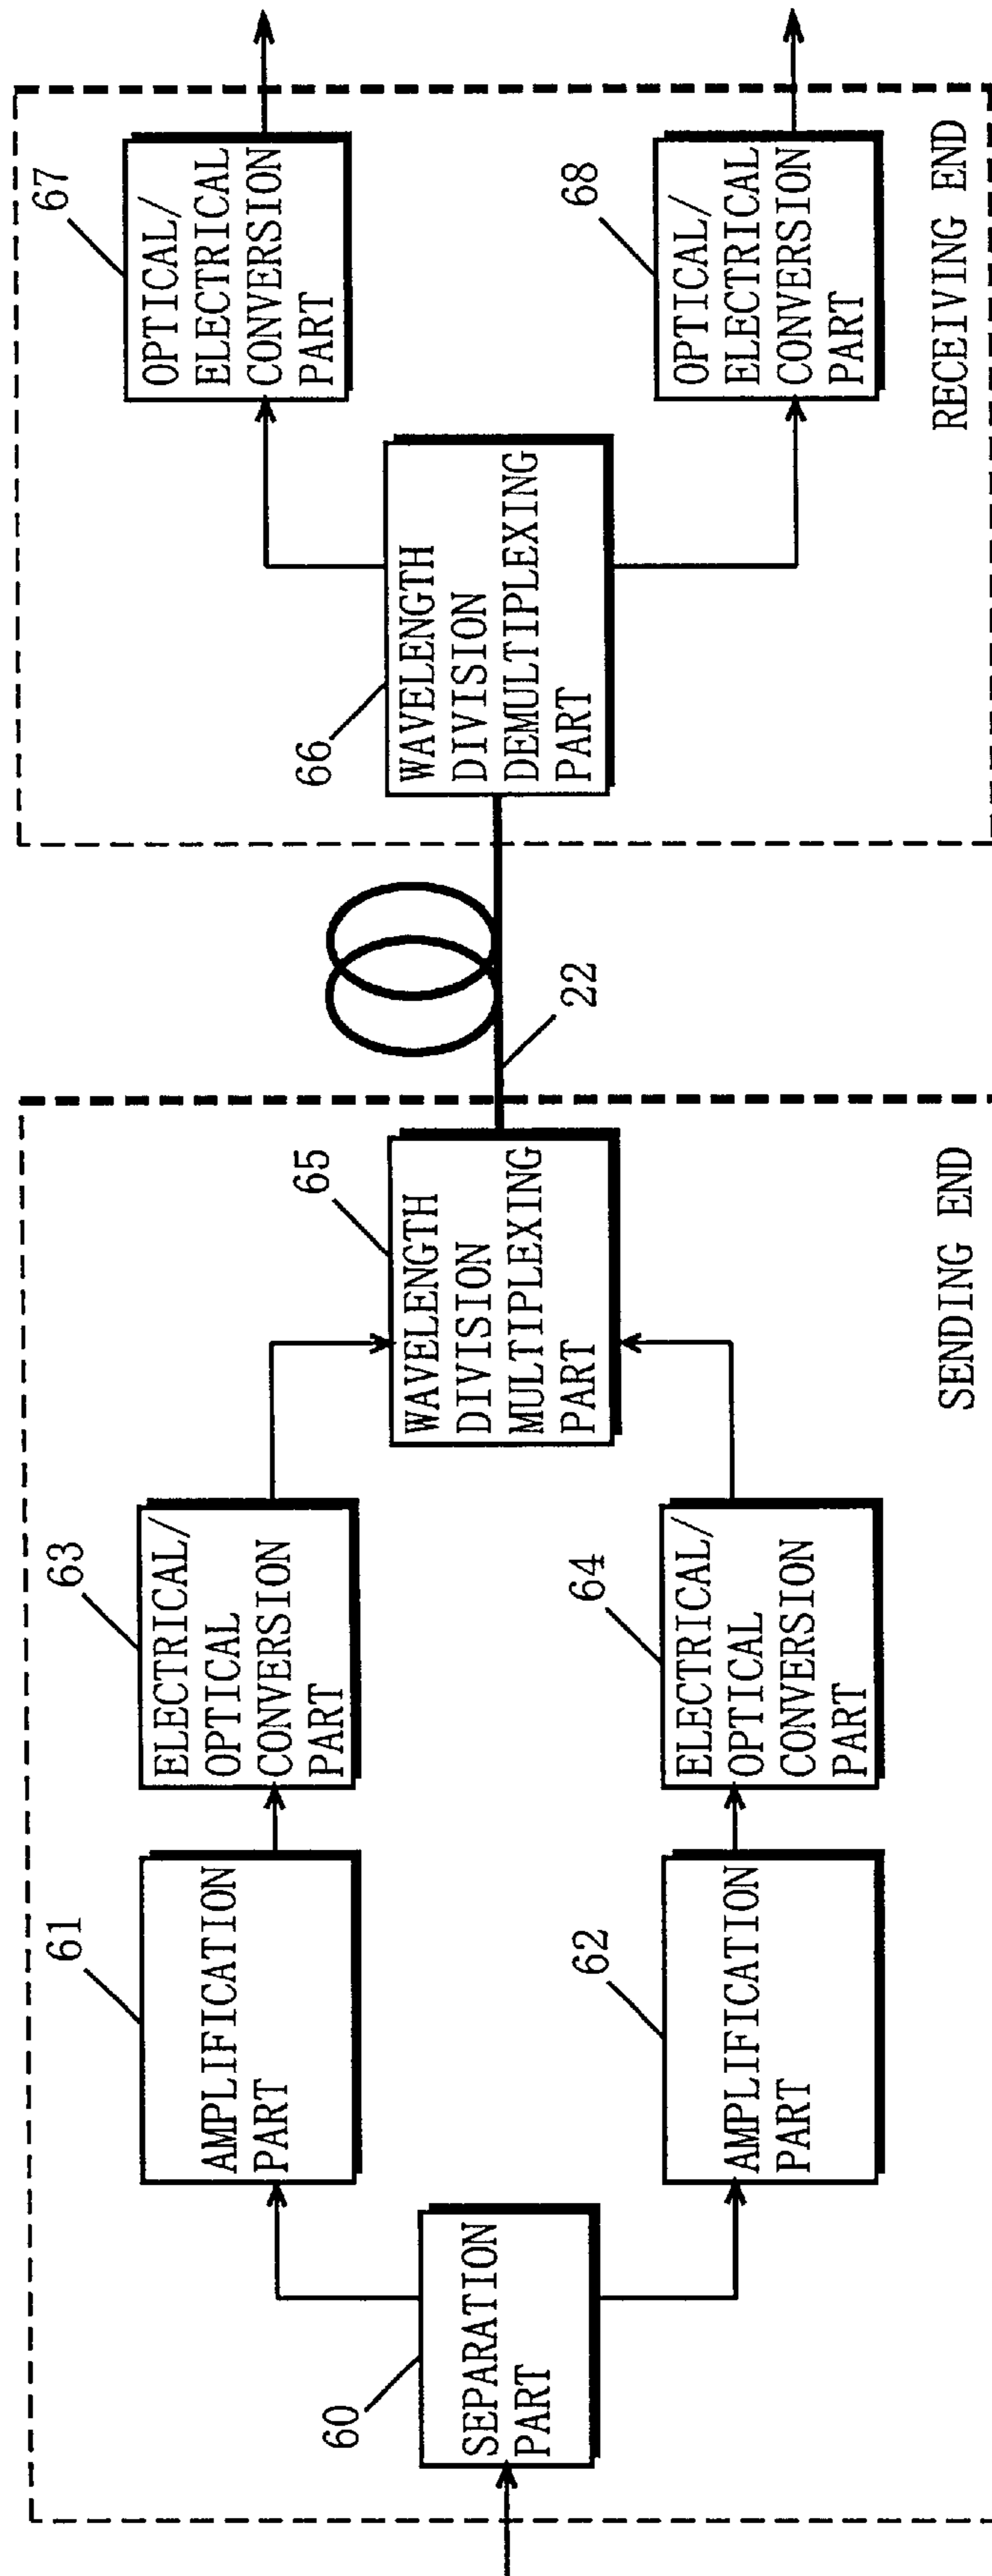 60
SEPARATION
PART
61
AMPLIFICATION
PART
62
AMPLIFICATION
PART
63
ELECTRICAL/
OPTICAL
CONVERSION
PART
64
ELECTRICAL/
OPTICAL
CONVERSION
PART
65
WAVELENGTH
DIVISION
MULTIPLEXING
PART
SENDING END
22
66
WAVELENGTH
DIVISION
DEMULTIPLEXING
PART
67
OPTICAL/
ELECTRICAL
CONVERSION
PART
68
OPTICAL/
ELECTRICAL
CONVERSION
PART
RECEIVING END